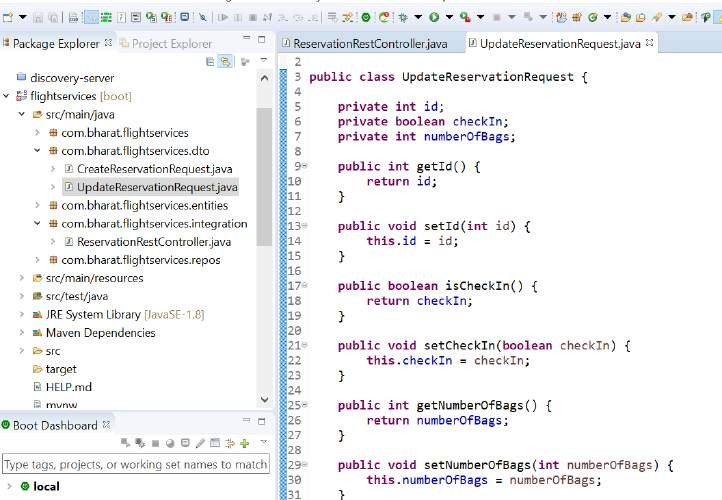 Package Explorer
Project Explorer
discovery-server
flightservices [boot]
src/main/java
com.bharat.flightservices
com.bharat.flightservices.dto
CreateReservationRequest.java
UpdateReservationRequest.java
com.bharat.flightservices.entities
com.bharat.flightservices.integration
ReservationRestController.java
com.bharat.flightservices.repos
src/main/resources
src/test/java
JRE System Library [JavaSE-1.8]
Maven Dependencies
src
target
HELP.md
mvnw
Boot Dashboard
Type tags, projects, or working set names to match
local
ReservationRestController.java
UpdateReservationRequest.java
2
3 public class UpdateReservationRequest {
4
5 private int id;
6 private boolean checkIn;
7 private int numberOfBags;
8
9 public int getId() {
10 return id;
11 }
12
13 public void setId(int id) {
14 this.id = id;
15 }
16
17 public boolean isCheckIn() {
18 return checkIn;
19 }
20
21 public void setCheckIn(boolean checkIn) {
22 this.checkIn = checkIn;
23 }
24
25 public int getNumberOfBags() {
26 return numberOfBags;
27 }
28
29 public void setNumberOfBags(int numberOfBags) {
30 this.numberOfBags = numberOfBags;
31 }